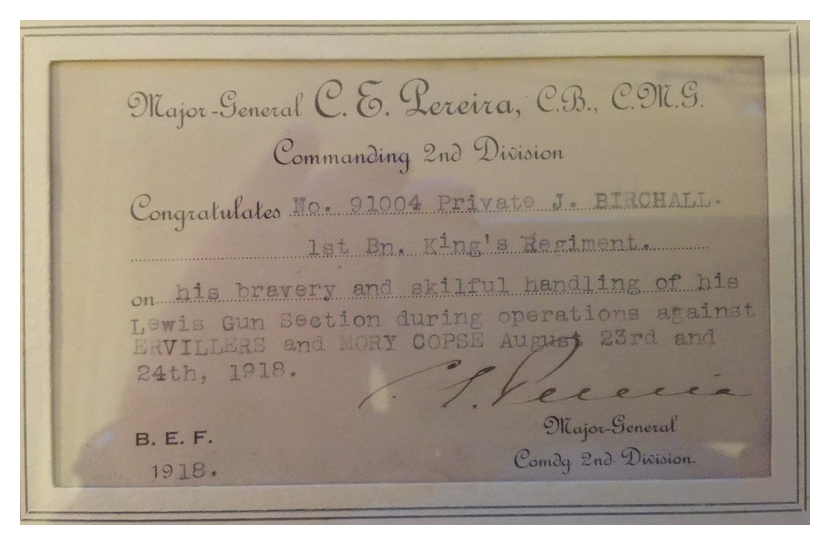 Major-General C. E. Pereira, C.B., C.M.G.
Commanding 2nd Division
Congratulates No. 91004 Private J. BIRCHALL.
1st Bn. King's Regiment.
on his bravery and skilful handling of his
Lewis Gun Section during operations against
ERVILLERS and MORY COPSE August 23rd and
24th, 1918.
C. E. Pereira
Major-General
B. E. F.
Comdg 2nd Division.
1918.